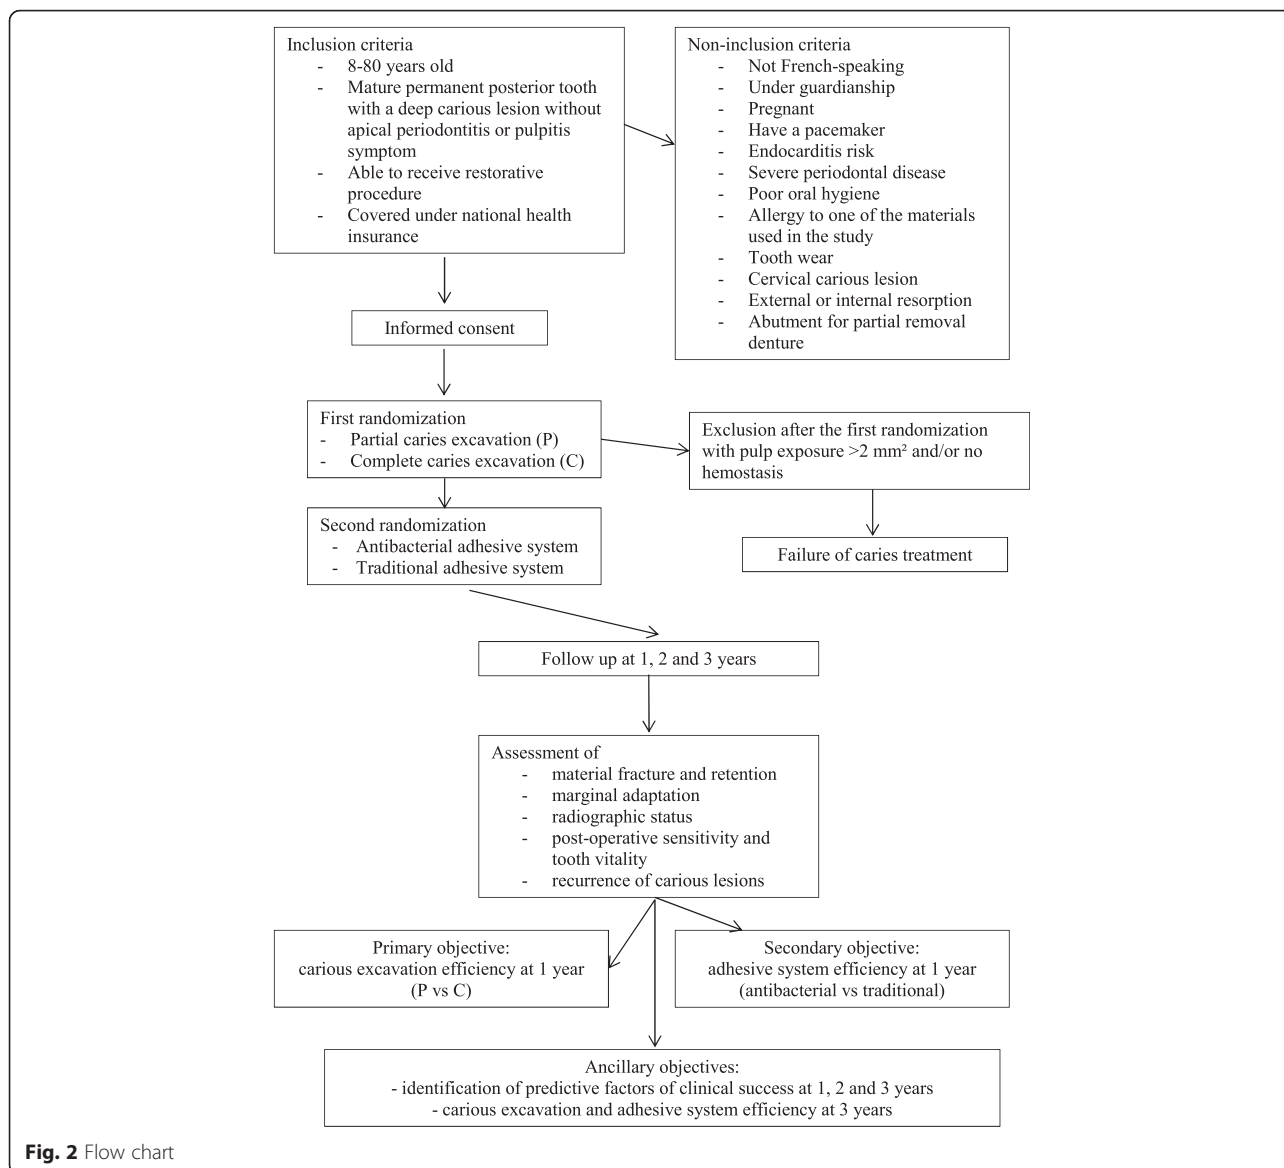 Inclusion criteria
- 8-80 years old
- Mature permanent posterior tooth
with a deep carious lesion without
apical periodontitis or pulpitis
symptom
- Able to receive restorative
procedure
- Covered under national health
insurance
Non-inclusion criteria
- Not French-speaking
- Under guardianship
- Pregnant
- Have a pacemaker
- Endocarditis risk
- Severe periodontal disease
- Poor oral hygiene
- Allergy to one of the materials
used in the study
- Tooth wear
- Cervical carious lesion
- External or internal resorption
- Abutment for partial removal
denture
Informed consent
First randomization
- Partial caries excavation (P)
- Complete caries excavation (C)
Exclusion after the first randomization
with pulp exposure >2 mm² and/or no
hemostasis
Second randomization
- Antibacterial adhesive system
- Traditional adhesive system
Failure of caries treatment
Follow up at 1, 2 and 3 years
Assessment of
- material fracture and retention
- marginal adaptation
- radiographic status
- post-operative sensitivity and
tooth vitality
- recurrence of carious lesions
Primary objective:
carious excavation efficiency at 1 year
(P vs C)
Secondary objective:
adhesive system efficiency at 1 year
(antibacterial vs traditional)
Ancillary objectives:
- identification of predictive factors of clinical success at 1, 2 and 3 years
- carious excavation and adhesive system efficiency at 3 years
Fig. 2 Flow chart